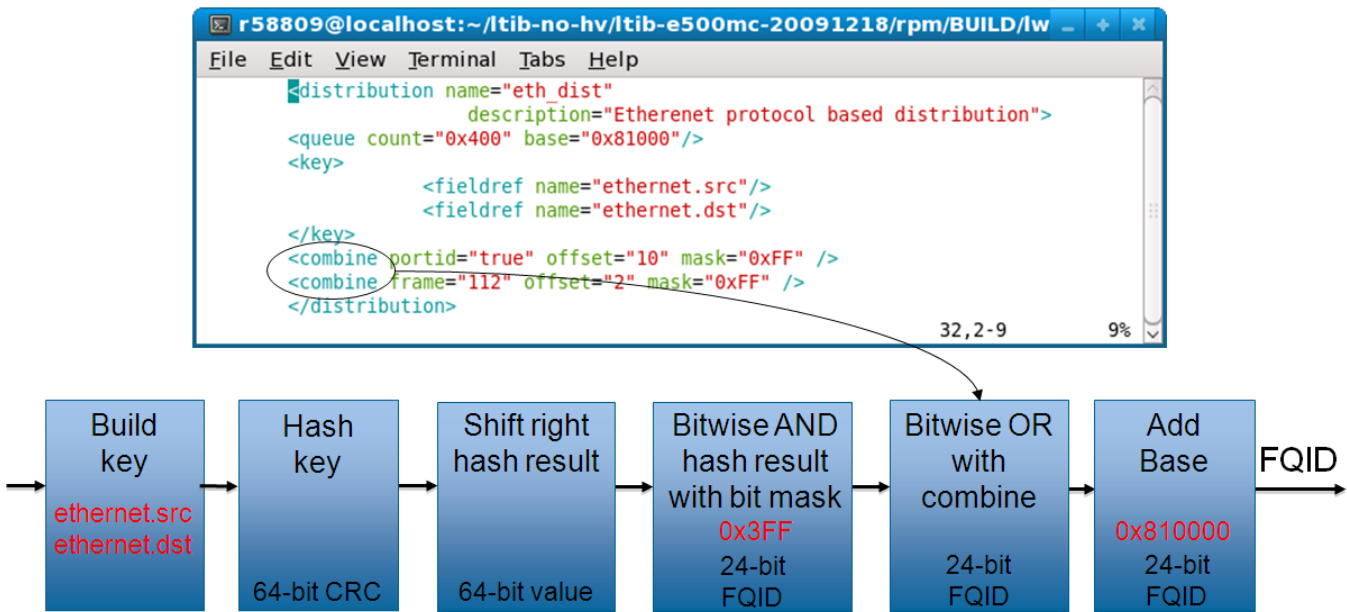 r58809@localhost:~/ltib-no-hv/ltib-e500mc-20091218/rpm/BUILD/lw
File Edit View Terminal Tabs Help
<distribution name="eth_dist"
description="Etherenet protocol based distribution">
<queue count="0x400" base="0x81000"/>
<key>
<fieldref name="ethernet.src"/>
<fieldref name="ethernet.dst"/>
</key>
<combine portid="true" offset="10" mask="0xFF" />
<combine frame="112" offset="2" mask="0xFF" />
</distribution>
32,2-9 9%
Build
key
ethernet.src
ethernet.dst
Hash
key
64-bit CRC
Shift right
hash result
64-bit value
Bitwise AND
hash result
with bit mask
0x3FF
24-bit
FQID
Bitwise OR
with
combine
24-bit
FQID
Add
Base
0x810000
24-bit
FQID
FQID